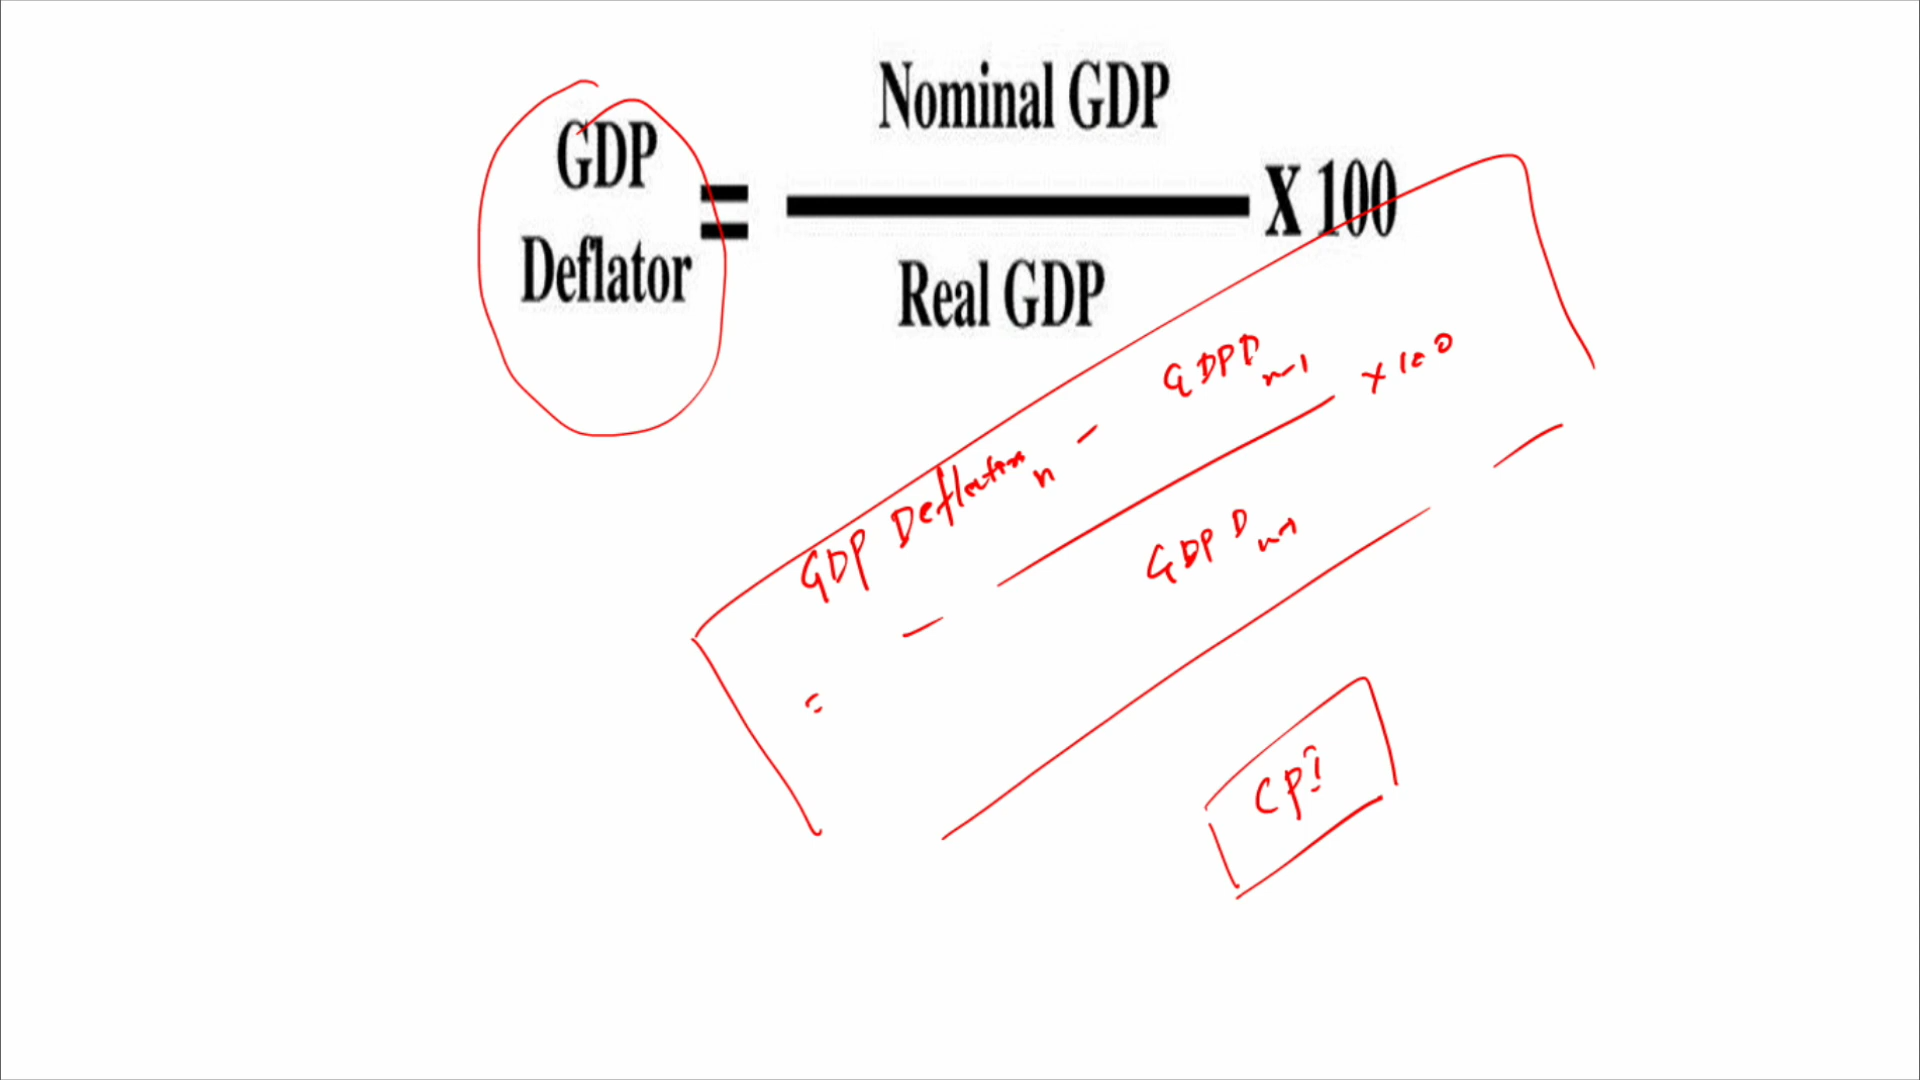 GDP
Deflator
=
Nominal GDP
Real GDP
X 100
GDP Deflator n - GDPD n-1
x 100
GDP D n-1
=
CPI